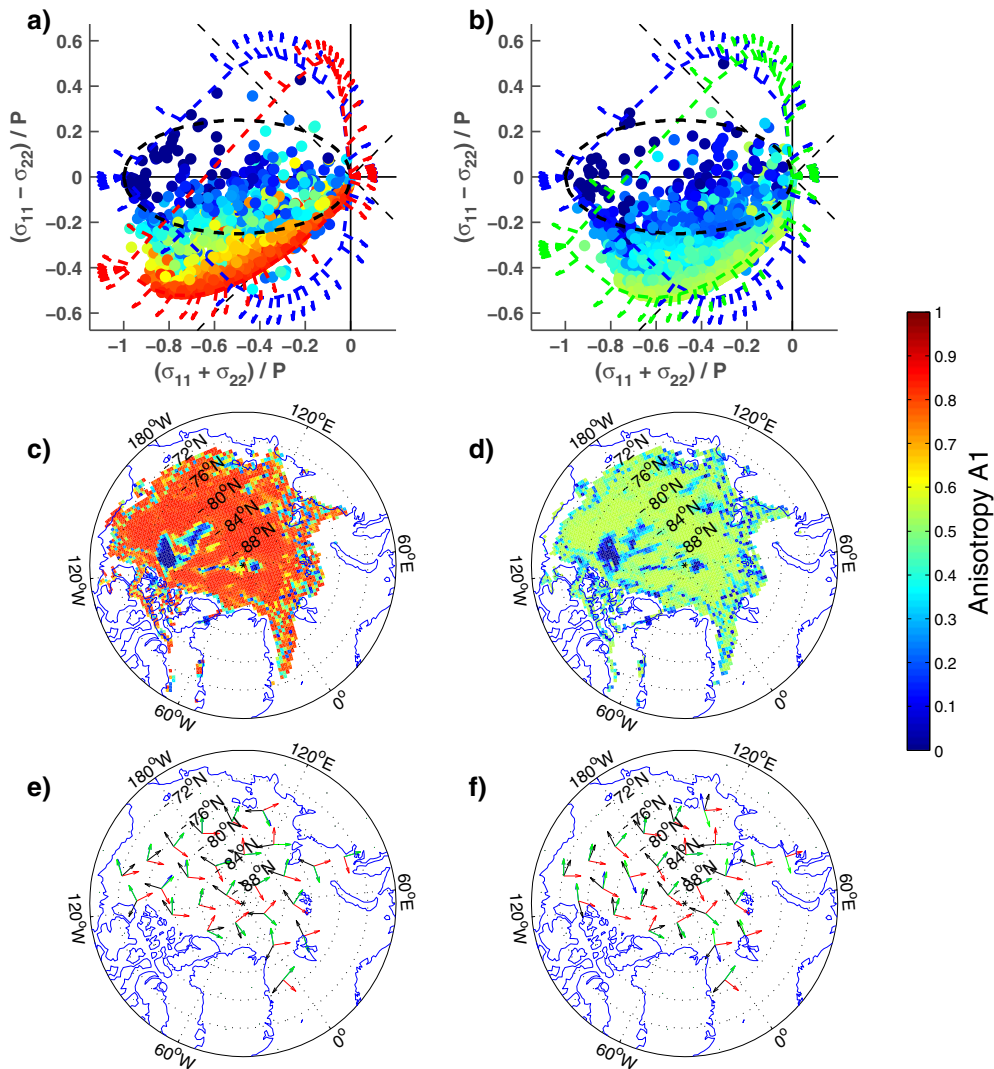 a)
b)
0.6
0.4
0.2
0
−0.2
−0.4
−0.6
(σ11 − σ22) / P
−1
−0.8
−0.6
−0.4
−0.2
0
(σ11 + σ22) / P
0.6
0.4
0.2
0
−0.2
−0.4
−0.6
(σ11 − σ22) / P
−1
−0.8
−0.6
−0.4
−0.2
0
(σ11 + σ22) / P
1
0.9
0.8
0.7
0.6
0.5
0.4
0.3
0.2
0.1
0
Anisotropy A1
c)
180°W
120°E
72°N
76°N
80°N
84°N
88°N
60°E
120°W
60°W
0°
d)
180°W
120°E
72°N
76°N
80°N
84°N
88°N
60°E
120°W
60°W
0°
e)
180°W
120°E
72°N
76°N
80°N
84°N
88°N
60°E
120°W
60°W
0°
f)
180°W
120°E
72°N
76°N
80°N
84°N
88°N
60°E
120°W
60°W
0°